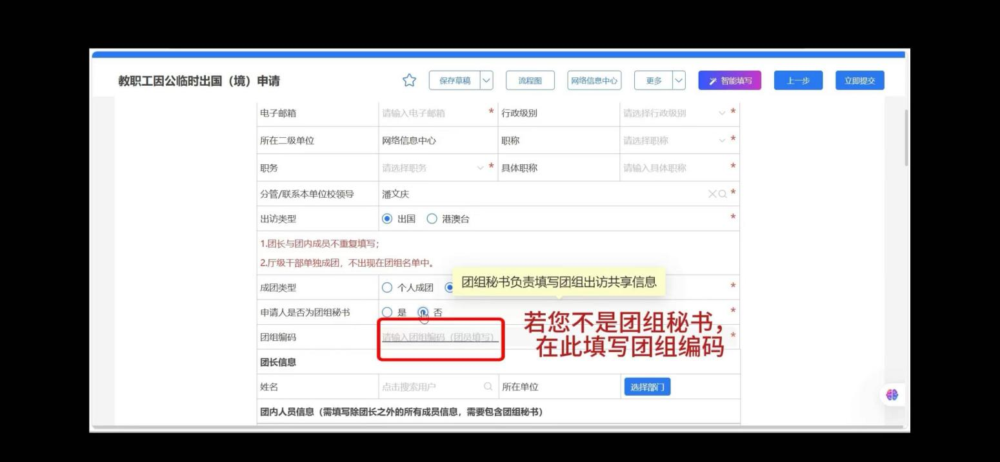 教职工因公临时出国（境）申请
保存草稿 流程图 网络信息中心 更多 智能填写 上一步 立即提交
电子邮箱 请输入电子邮箱 * 行政级别 请选择行政级别 *
所在二级单位 网络信息中心 职称 请选择职称 *
职务 请选择职务 * 具体职称 请输入具体职称 *
分管/联系本单位校领导 潘文庆 *
出访类型 出国 港澳台 *
1.团长与团内成员不重复填写；
2.厅级干部单独成团，不出现在团组名单中。
团组秘书负责填写团组出访共享信息
成团类型 个人成团 *
申请人是否为团组秘书 是 否 *
若您不是团组秘书，
在此填写团组编码
团组编码 请输入团组编码（团员填写） *
团长信息
姓名 点击搜索用户 所在单位 选择部门
团内人员信息（需填写除团长之外的所有成员信息，需要包含团组秘书）